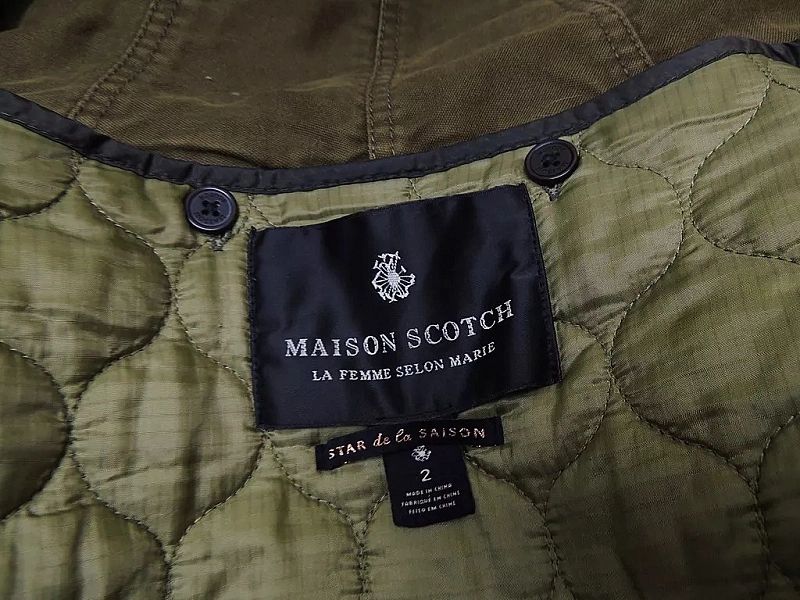 MAISON SCOTCH
LA FEMME SELON MARIE
STAR de la SAISON
2
MADE IN CHINA
FABRIQUÉ EN CHINE
FEITO EM CHINE